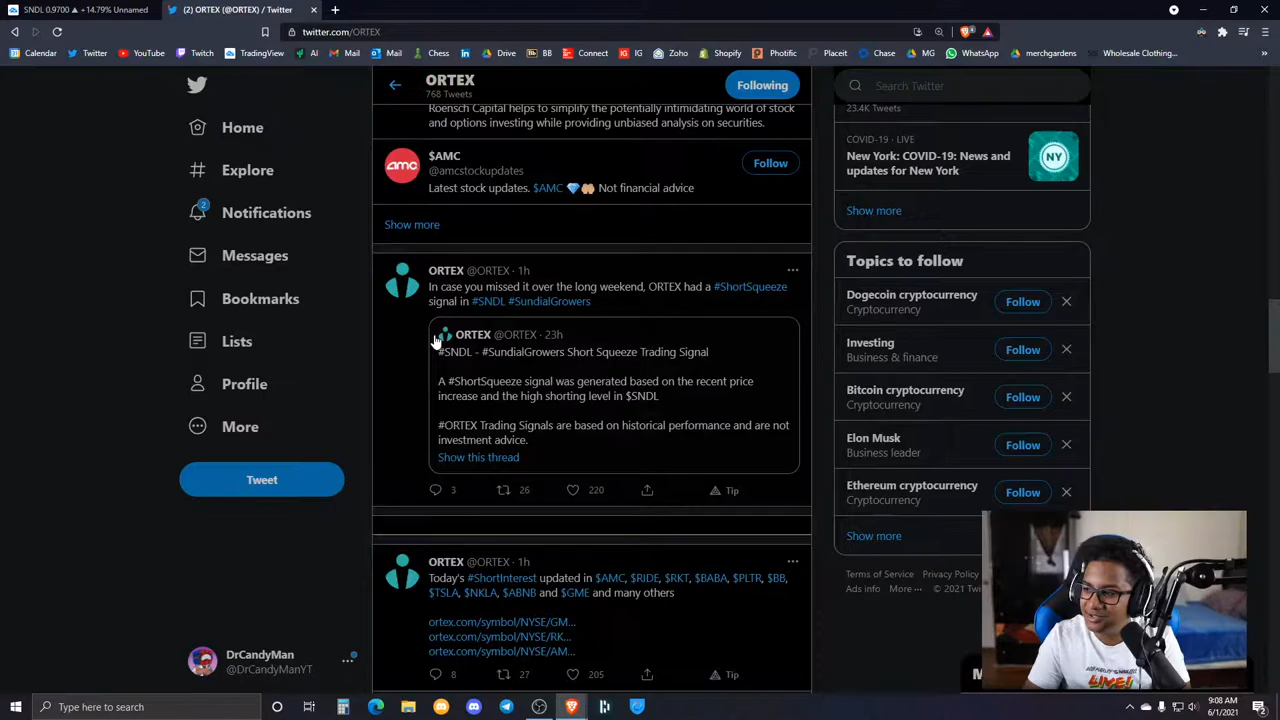 SNDL 0.9700 ▲ +14.79% Unnamed
(2) ORTEX (@ORTEX) / Twitter
twitter.com/ORTEX
Calendar
Twitter
YouTube
Twitch
TradingView
AI
Mail
Mail
Chess
Drive
BB
Connect
IG
Zoho
Shopify
Photific
Placeit
Chase
MG
WhatsApp
merchgardens
Wholesale Clothing...
Home
Explore
2
Notifications
Messages
Bookmarks
Lists
Profile
More
Tweet
DrCandyMan
@DrCandyManYT
ORTEX
768 Tweets
Following
Roensch Capital helps to simplify the potentially intimidating world of stock
and options investing while providing unbiased analysis on securities.
amc
$AMC
@amcstockupdates
Follow
Latest stock updates. $AMC 💎🤲🏼 Not financial advice
Show more
ORTEX @ORTEX · 1h
In case you missed it over the long weekend, ORTEX had a #ShortSqueeze
signal in #SNDL #SundialGrowers
ORTEX @ORTEX · 23h
#SNDL - #SundialGrowers Short Squeeze Trading Signal
A #ShortSqueeze signal was generated based on the recent price
increase and the high shorting level in $SNDL
#ORTEX Trading Signals are based on historical performance and are not
investment advice.
Show this thread
3 26 220 Tip
ORTEX @ORTEX · 1h
Today's #ShortInterest updated in $AMC, $RIDE, $RKT, $BABA, $PLTR, $BB,
$TSLA, $NKLA, $ABNB and $GME and many others
ortex.com/symbol/NYSE/GM...
ortex.com/symbol/NYSE/RK...
ortex.com/symbol/NYSE/AM...
8 27 205 Tip
Search Twitter
23.4K Tweets
COVID-19 · LIVE
New York: COVID-19: News and
updates for New York
NY
Show more
Topics to follow
Dogecoin cryptocurrency
Cryptocurrency
Follow
Investing
Business & finance
Follow
Bitcoin cryptocurrency
Cryptocurrency
Follow
Elon Musk
Business leader
Follow
Ethereum cryptocurrency
Cryptocurrency
Follow
Show more
Terms of Service Privacy Policy
Ads info More ··· © 2021
LIVE!
Type here to search
9:08 AM
6/1/2021